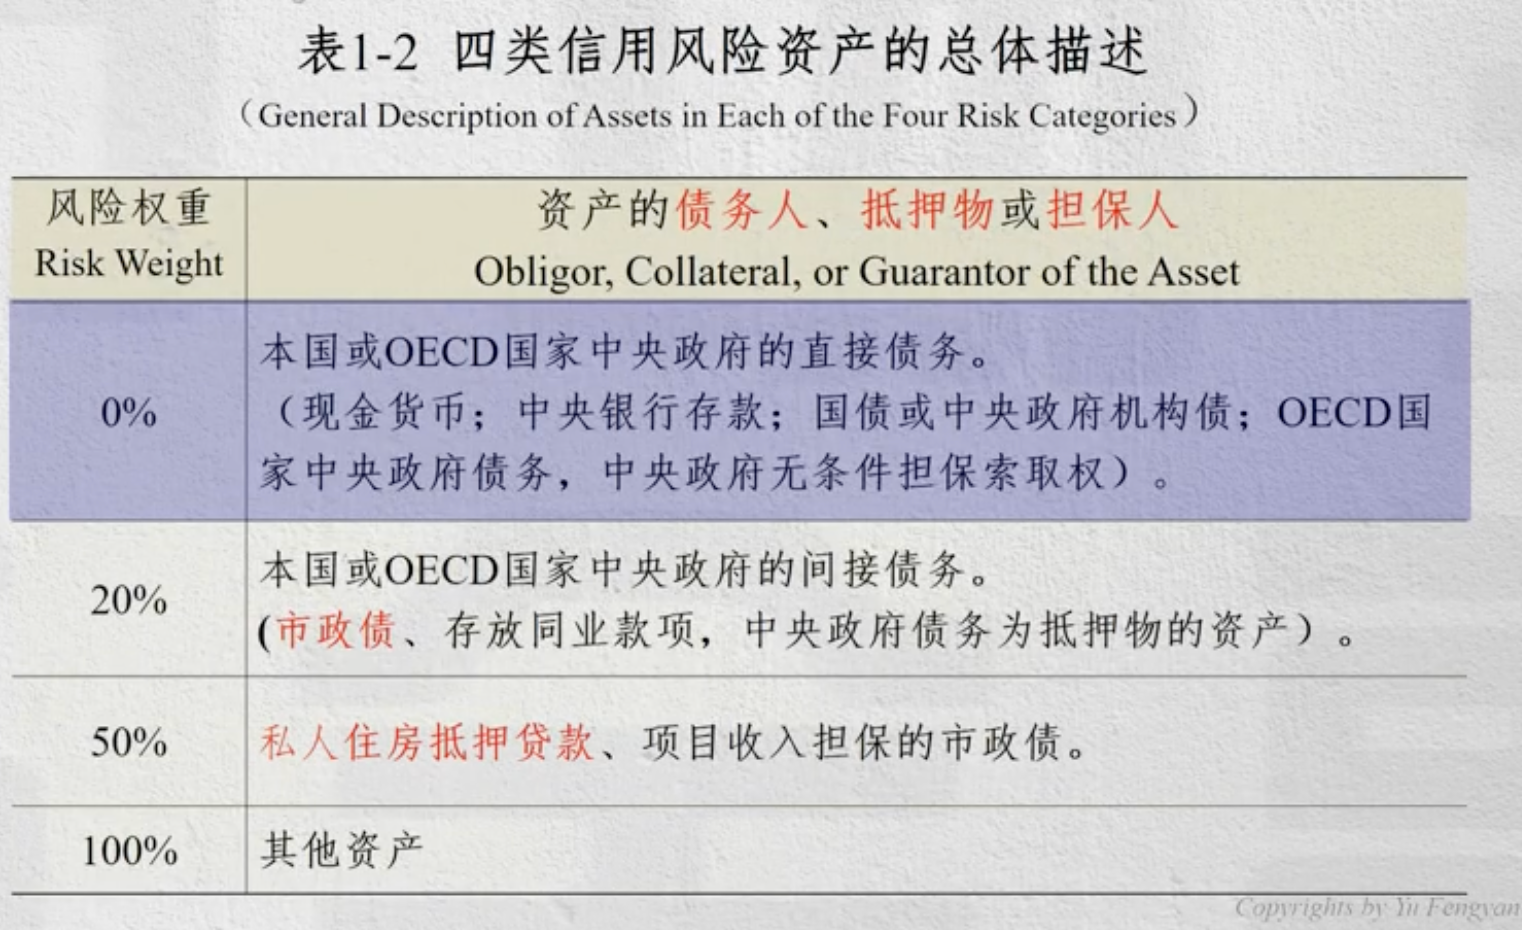 表1-2 四类信用风险资产的总体描述
（General Description of Assets in Each of the Four Risk Categories）
风险权重
Risk Weight
资产的债务人、抵押物或担保人
Obligor, Collateral, or Guarantor of the Asset
0%
本国或OECD国家中央政府的直接债务。
（现金货币；中央银行存款；国债或中央政府机构债；OECD国
家中央政府债务，中央政府无条件担保索取权）。
20%
本国或OECD国家中央政府的间接债务。
(市政债、存放同业款项，中央政府债务为抵押物的资产）。
50%
私人住房抵押贷款、项目收入担保的市政债。
100%
其他资产
Copyrights by Yu Fengyan